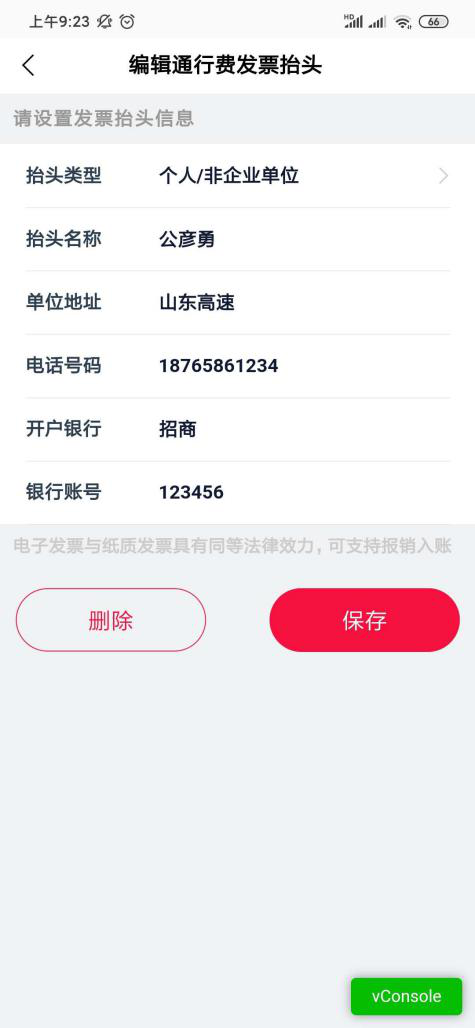 上午9:23 HD 66
编辑通行费发票抬头
请设置发票抬头信息
抬头类型 个人/非企业单位
抬头名称 公彦勇
单位地址 山东高速
电话号码 18765861234
开户银行 招商
银行账号 123456
电子发票与纸质发票具有同等法律效力，可支持报销入账
删除 保存
vConsole